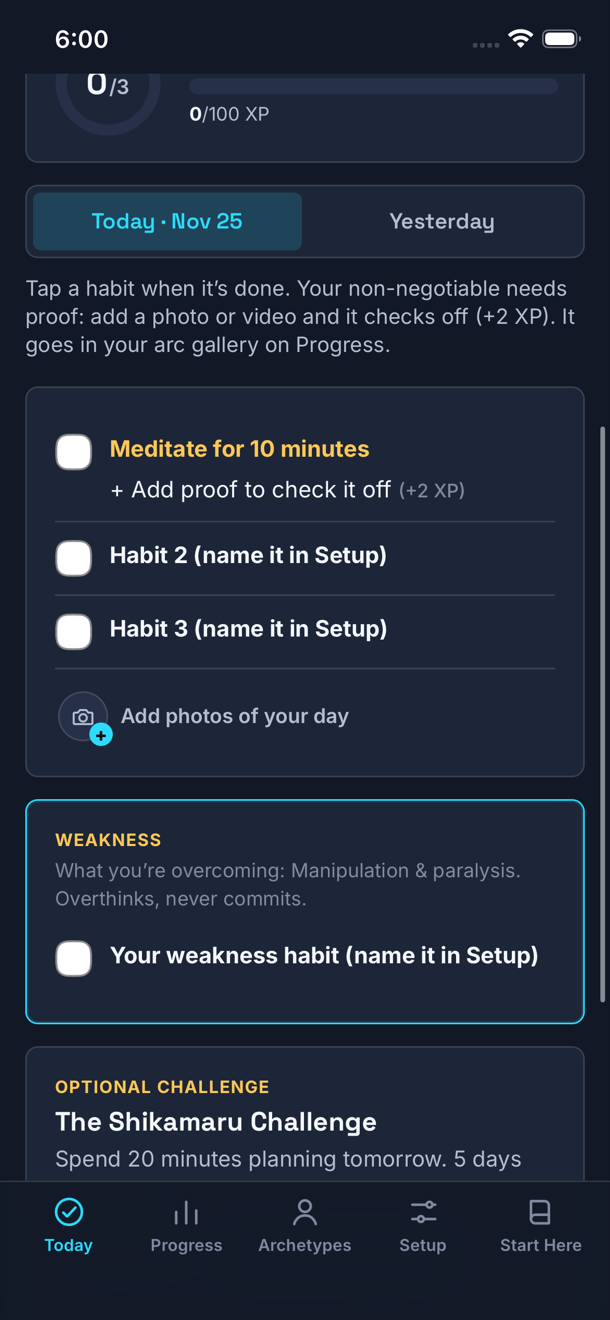 6:00
0/3
0/100 XP
Today · Nov 25
Yesterday
Tap a habit when it’s done. Your non-negotiable needs
proof: add a photo or video and it checks off (+2 XP). It
goes in your arc gallery on Progress.
Meditate for 10 minutes
+ Add proof to check it off (+2 XP)
Habit 2 (name it in Setup)
Habit 3 (name it in Setup)
Add photos of your day
WEAKNESS
What you’re overcoming: Manipulation & paralysis.
Overthinks, never commits.
Your weakness habit (name it in Setup)
OPTIONAL CHALLENGE
The Shikamaru Challenge
Spend 20 minutes planning tomorrow. 5 days
Today
Progress
Archetypes
Setup
Start Here